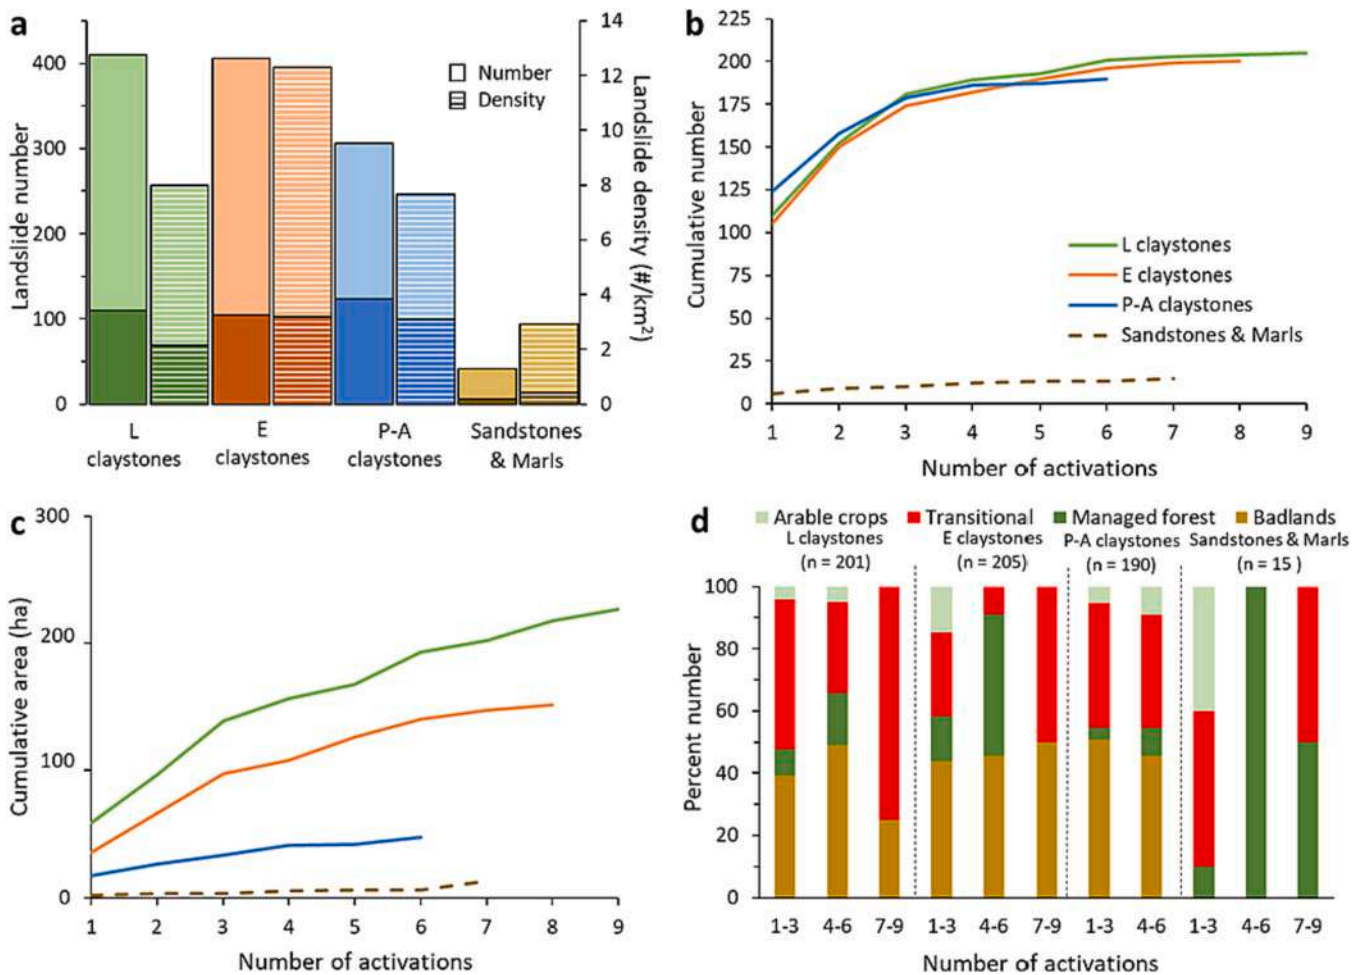 a
Landslide number
400
300
200
100
0
Number
Density
14
12
10
8
6
4
2
0
Landslide density (#/km²)
L
claystones
E
claystones
P-A
claystones
Sandstones
& Marls
b
Cumulative number
225
200
175
150
125
100
75
50
25
0
L claystones
E claystones
P-A claystones
Sandstones & Marls
1 2 3 4 5 6 7 8 9
Number of activations
c
Cumulative area (ha)
300
200
100
0
1 2 3 4 5 6 7 8 9
Number of activations
d
Arable crops Transitional Managed forest Badlands
L claystones E claystones P-A claystones Sandstones & Marls
(n = 201) (n = 205) (n = 190) (n = 15 )
Percent number
100
80
60
40
20
0
1-3 4-6 7-9 1-3 4-6 7-9 1-3 4-6 1-3 4-6 7-9
Number of activations